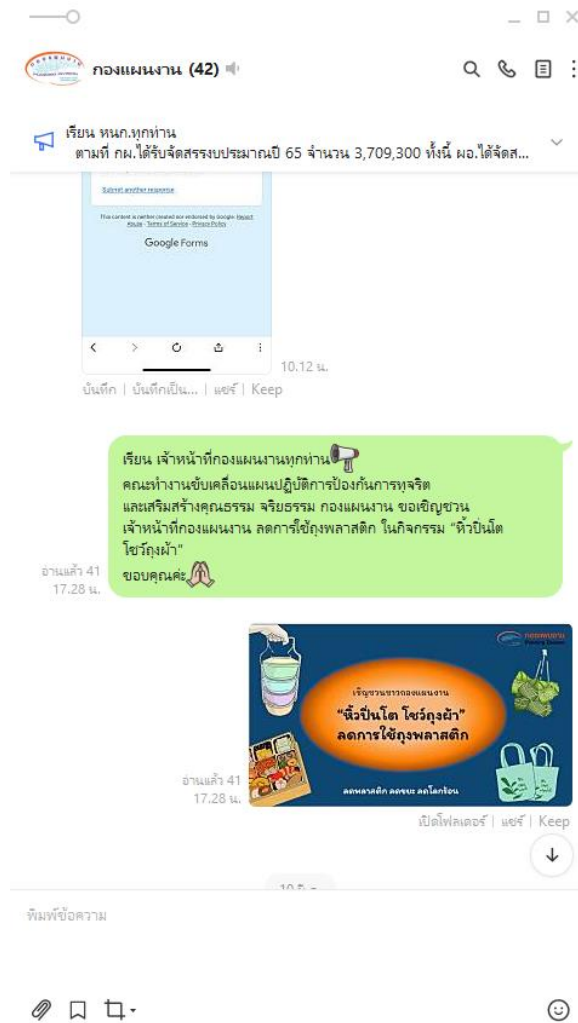 กองแผนงาน (42)
เรียน หนก.ทุกท่าน
ตามที่ กผ.ได้รับจัดสรรงบประมาณปี 65 จำนวน 3,709,300 ทั้งนี้ ผอ.ได้จัดส...
Submit another response
This content is neither created nor endorsed by Google. Report
Abuse - Terms of Service - Privacy Policy
Google Forms
10.12 น.
บันทึก | บันทึกเป็น... | แชร์ | Keep
เรียน เจ้าหน้าที่กองแผนงานทุกท่าน
คณะทำงานขับเคลื่อนแผนปฏิบัติการป้องกันการทุจริต
และเสริมสร้างคุณธรรม จริยธรรม กองแผนงาน ขอเชิญชวน
เจ้าหน้าที่กองแผนงาน ลดการใช้ถุงพลาสติก ในกิจกรรม “หิ้วปิ่นโต
โชว์ถุงผ้า”
ขอบคุณค่ะ
อ่านแล้ว 41
17.28 น.
กองแผนงาน
เชิญชวนชาวกองแผนงาน
“หิ้วปิ่นโต โชว์ถุงผ้า”
ลดการใช้ถุงพลาสติก
ลดพลาสติก ลดขยะ ลดโลกร้อน
อ่านแล้ว 41
17.28 น.
เปิดโฟลเดอร์ | แชร์ | Keep
พิมพ์ข้อความ